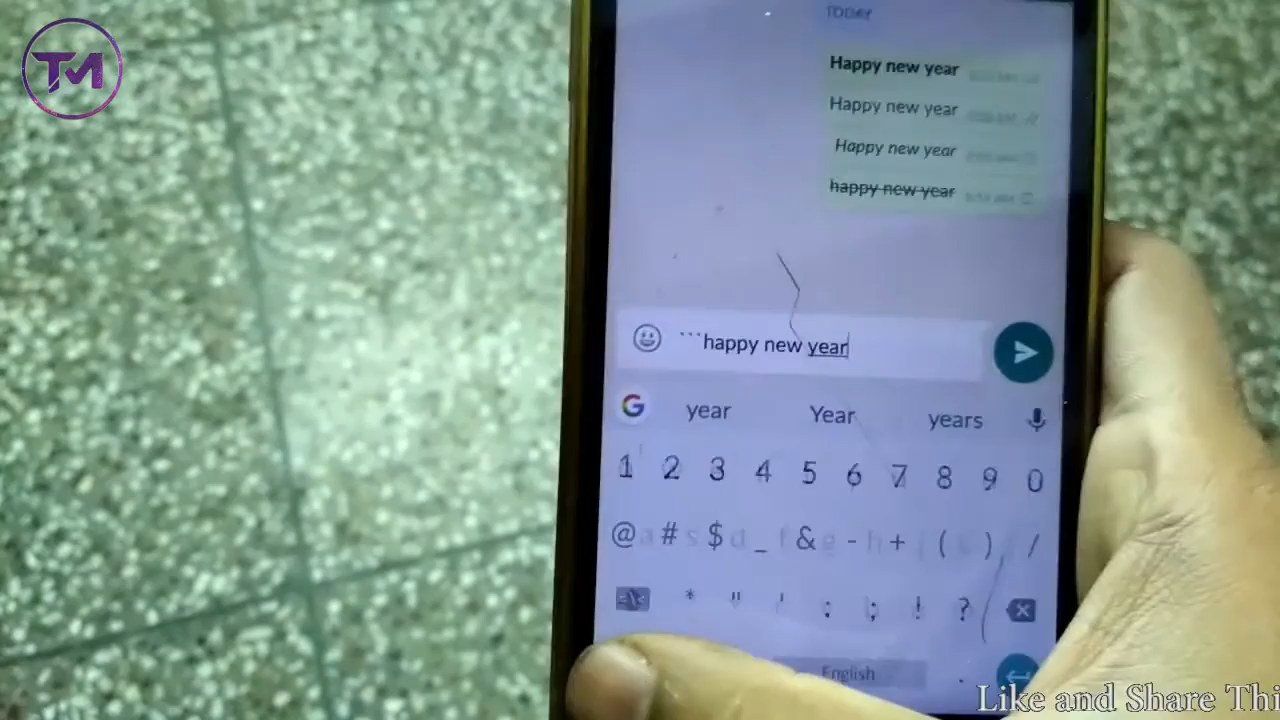 TM
TODAY
Happy new year
Happy new year
Happy new year
happy new year
```happy new year
G year Year years
1 2 3 4 5 6 7 8 9 0
@ # $ _ & - + ( ) /
* " ' : ; ! ?
English .
Like and Share Thi